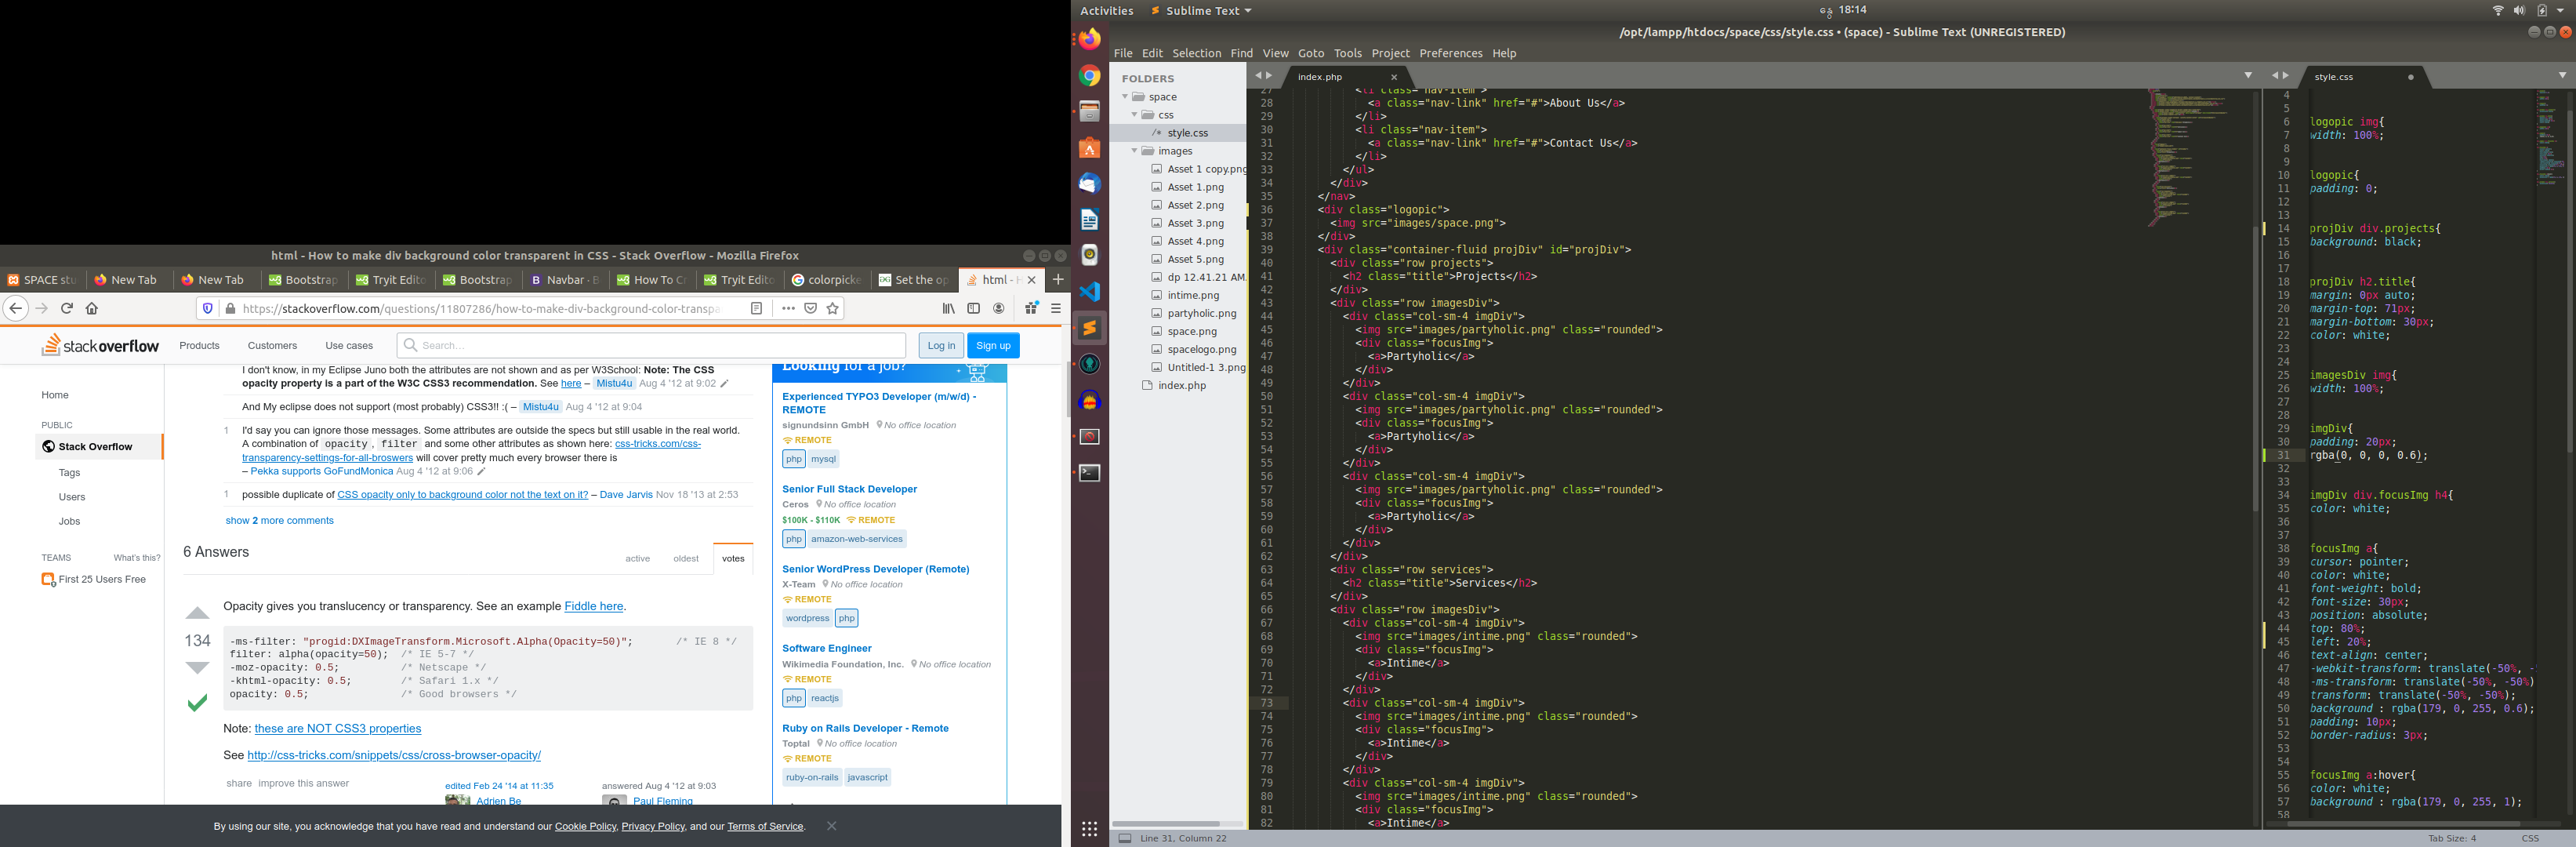 html - How to make div background color transparent in CSS - Stack Overflow - Mozilla Firefox
SPACE stu
New Tab
New Tab
Bootstrap
Tryit Edito
Bootstrap
Navbar - B
How To C
Tryit Edito
colorpicke
Set the op
html - H
https://stackoverflow.com/questions/11807286/how-to-make-div-background-color-transpa
stackoverflow
Products
Customers
Use cases
Search...
Log in
Sign up
Home
PUBLIC
Stack Overflow
Tags
Users
Jobs
TEAMS
What's this?
First 25 Users Free
I don't know, in my Eclipse Juno both the attributes are not shown and as per W3School: Note: The CSS
opacity property is a part of the W3C CSS3 recommendation. See here – Mistu4u Aug 4 '12 at 9:02
And My eclipse does not support (most probably) CSS3!! :( – Mistu4u Aug 4 '12 at 9:04
1 I'd say you can ignore those messages. Some attributes are outside the specs but still usable in the real world.
A combination of opacity , filter and some other attributes as shown here: css-tricks.com/css-
transparency-settings-for-all-broswers will cover pretty much every browser there is
– Pekka supports GoFundMonica Aug 4 '12 at 9:06
1 possible duplicate of CSS opacity only to background color not the text on it? – Dave Jarvis Nov 18 '13 at 2:53
show 2 more comments
6 Answers
active
oldest
votes
134
Opacity gives you translucency or transparency. See an example Fiddle here.
-ms-filter: "progid:DXImageTransform.Microsoft.Alpha(Opacity=50)"; /* IE 8 */
filter: alpha(opacity=50); /* IE 5-7 */
-moz-opacity: 0.5; /* Netscape */
-khtml-opacity: 0.5; /* Safari 1.x */
opacity: 0.5; /* Good browsers */
Note: these are NOT CSS3 properties
See http://css-tricks.com/snippets/css/cross-browser-opacity/
share improve this answer
edited Feb 24 '14 at 11:35
Adrien Be
answered Aug 4 '12 at 9:03
Paul Fleming
Looking for a job?
Experienced TYPO3 Developer (m/w/d) -
REMOTE
signundsinn GmbH No office location
REMOTE
php mysql
Senior Full Stack Developer
Ceros No office location
$100K - $110K REMOTE
php amazon-web-services
Senior WordPress Developer (Remote)
X-Team No office location
REMOTE
wordpress php
Software Engineer
Wikimedia Foundation, Inc. No office location
REMOTE
php reactjs
Ruby on Rails Developer - Remote
Toptal No office location
REMOTE
ruby-on-rails javascript
By using our site, you acknowledge that you have read and understand our Cookie Policy, Privacy Policy, and our Terms of Service.
Activities
Sublime Text
18:14
/opt/lampp/htdocs/space/css/style.css • (space) - Sublime Text (UNREGISTERED)
File Edit Selection Find View Goto Tools Project Preferences Help
FOLDERS
space
css
/* style.css
images
Asset 1 copy.png
Asset 1.png
Asset 2.png
Asset 3.png
Asset 4.png
Asset 5.png
dp 12.41.21 AM.
intime.png
partyholic.png
space.png
spacelogo.png
Untitled-1 3.png
index.php
index.php
27 <li class="nav-item">
28 <a class="nav-link" href="#">About Us</a>
29 </li>
30 <li class="nav-item">
31 <a class="nav-link" href="#">Contact Us</a>
32 </li>
33 </ul>
34 </div>
35 </nav>
36 <div class="logopic">
37 <img src="images/space.png">
38 </div>
39 <div class="container-fluid projDiv" id="projDiv">
40 <div class="row projects">
41 <h2 class="title">Projects</h2>
42 </div>
43 <div class="row imagesDiv">
44 <div class="col-sm-4 imgDiv">
45 <img src="images/partyholic.png" class="rounded">
46 <div class="focusImg">
47 <a>Partyholic</a>
48 </div>
49 </div>
50 <div class="col-sm-4 imgDiv">
51 <img src="images/partyholic.png" class="rounded">
52 <div class="focusImg">
53 <a>Partyholic</a>
54 </div>
55 </div>
56 <div class="col-sm-4 imgDiv">
57 <img src="images/partyholic.png" class="rounded">
58 <div class="focusImg">
59 <a>Partyholic</a>
60 </div>
61 </div>
62 </div>
63 <div class="row services">
64 <h2 class="title">Services</h2>
65 </div>
66 <div class="row imagesDiv">
67 <div class="col-sm-4 imgDiv">
68 <img src="images/intime.png" class="rounded">
69 <div class="focusImg">
70 <a>Intime</a>
71 </div>
72 </div>
73 <div class="col-sm-4 imgDiv">
74 <img src="images/intime.png" class="rounded">
75 <div class="focusImg">
76 <a>Intime</a>
77 </div>
78 </div>
79 <div class="col-sm-4 imgDiv">
80 <img src="images/intime.png" class="rounded">
81 <div class="focusImg">
82 <a>Intime</a>
style.css
4
5
6 logopic img{
7 width: 100%;
8
9
10 logopic{
11 padding: 0;
12
13
14 projDiv div.projects{
15 background: black;
16
17
18 projDiv h2.title{
19 margin: 0px auto;
20 margin-top: 71px;
21 margin-bottom: 30px;
22 color: white;
23
24
25 imagesDiv img{
26 width: 100%;
27
28
29 imgDiv{
30 padding: 20px;
31 rgba(0, 0, 0, 0.6);
32
33
34 imgDiv div.focusImg h4{
35 color: white;
36
37
38 focusImg a{
39 cursor: pointer;
40 color: white;
41 font-weight: bold;
42 font-size: 30px;
43 position: absolute;
44 top: 80%;
45 left: 20%;
46 text-align: center;
47 -webkit-transform: translate(-50%, -
48 -ms-transform: translate(-50%, -50%)
49 transform: translate(-50%, -50%);
50 background : rgba(179, 0, 255, 0.6);
51 padding: 10px;
52 border-radius: 3px;
53
54
55 focusImg a:hover{
56 color: white;
57 background : rgba(179, 0, 255, 1);
58
Line 31, Column 22
Tab Size: 4
CSS